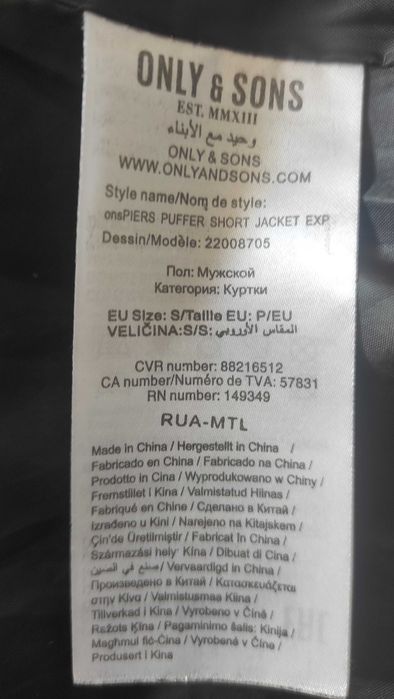 ONLY & SONS
EST. MMXIII
وحيد مع الأبناء
ONLY & SONS
WWW.ONLYANDSONS.COM
Style name/Nom de style:
onsPIERS PUFFER SHORT JACKET EXP
Dessin/Modèle: 22008705
Пол: Мужской
Категория: Куртки
EU Size: S/Taille EU: P/EU
VELIČINA:S/S: المقاس الأوروبي
CVR number: 88216512
CA number/Numéro de TVA: 57831
RN number: 149349
RUA-MTL
Made in China / Hergestellt in China /
Fabricado en China / Fabricado na China /
Prodotto in Cina / Wyprodukowano w Chiny /
Fremstillet i Kina / Valmistatud Hiinas /
Fabriqué en Chine / Сделано в Китай /
Izrađeno u Kini / Narejeno na Kitajskem /
Çin'de Üretilmiştir / Fabricat în China /
Származási hely Kína / Dibuat di Cina /
صنع في الصين / Vervaardigd in China /
Произведено в Китай / Κατασκευάζεται
στην Κίνα / Valmistusmaa Kiina /
Tillverkad i Kina / Vyrobeno v Číně /
Ražots Ķīna / Pagaminimo šalis: Kinija /
Magħmul fiċ-Ċina / Vyrobené v Čine /
Produsert i Kina